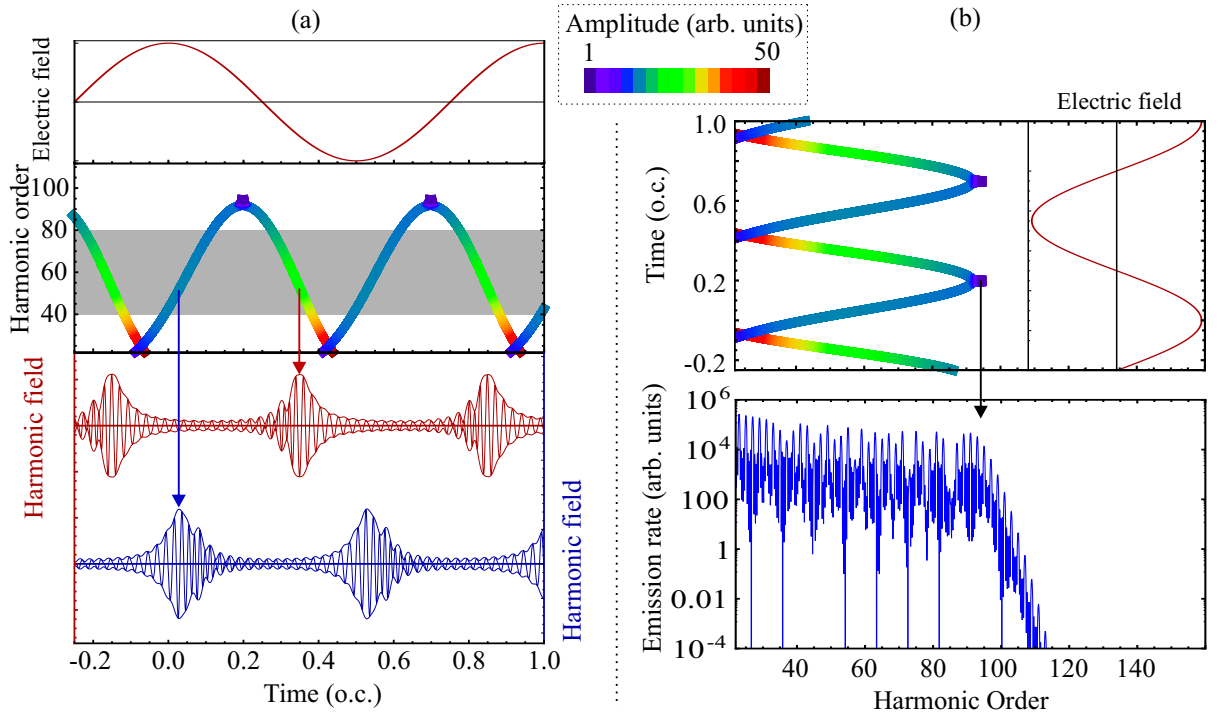 (a)
Amplitude (arb. units)
1 50
(b)
Electric field
Harmonic order
100
80
60
40
Harmonic field
Harmonic field
-0.2 0.0 0.2 0.4 0.6 0.8 1.0
Time (o.c.)
Electric field
Time (o.c.)
1.0
0.6
0.2
-0.2
Emission rate (arb. units)
10^6
10^4
100
1
0.01
10^-4
40 60 80 100 120 140
Harmonic Order